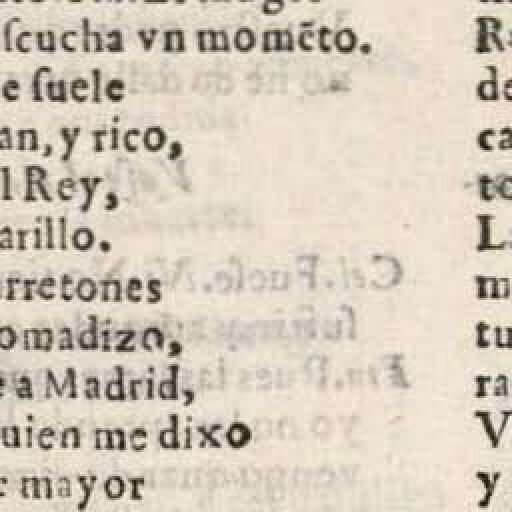 ſcucha vn momẽto.
e ſuele
an, y rico,
l Rey,
arillo.
rretones
omadizo,
e a Madrid,
uien me dixo
mayor
R
de
ca
to
L
m
tu
ra
V
y